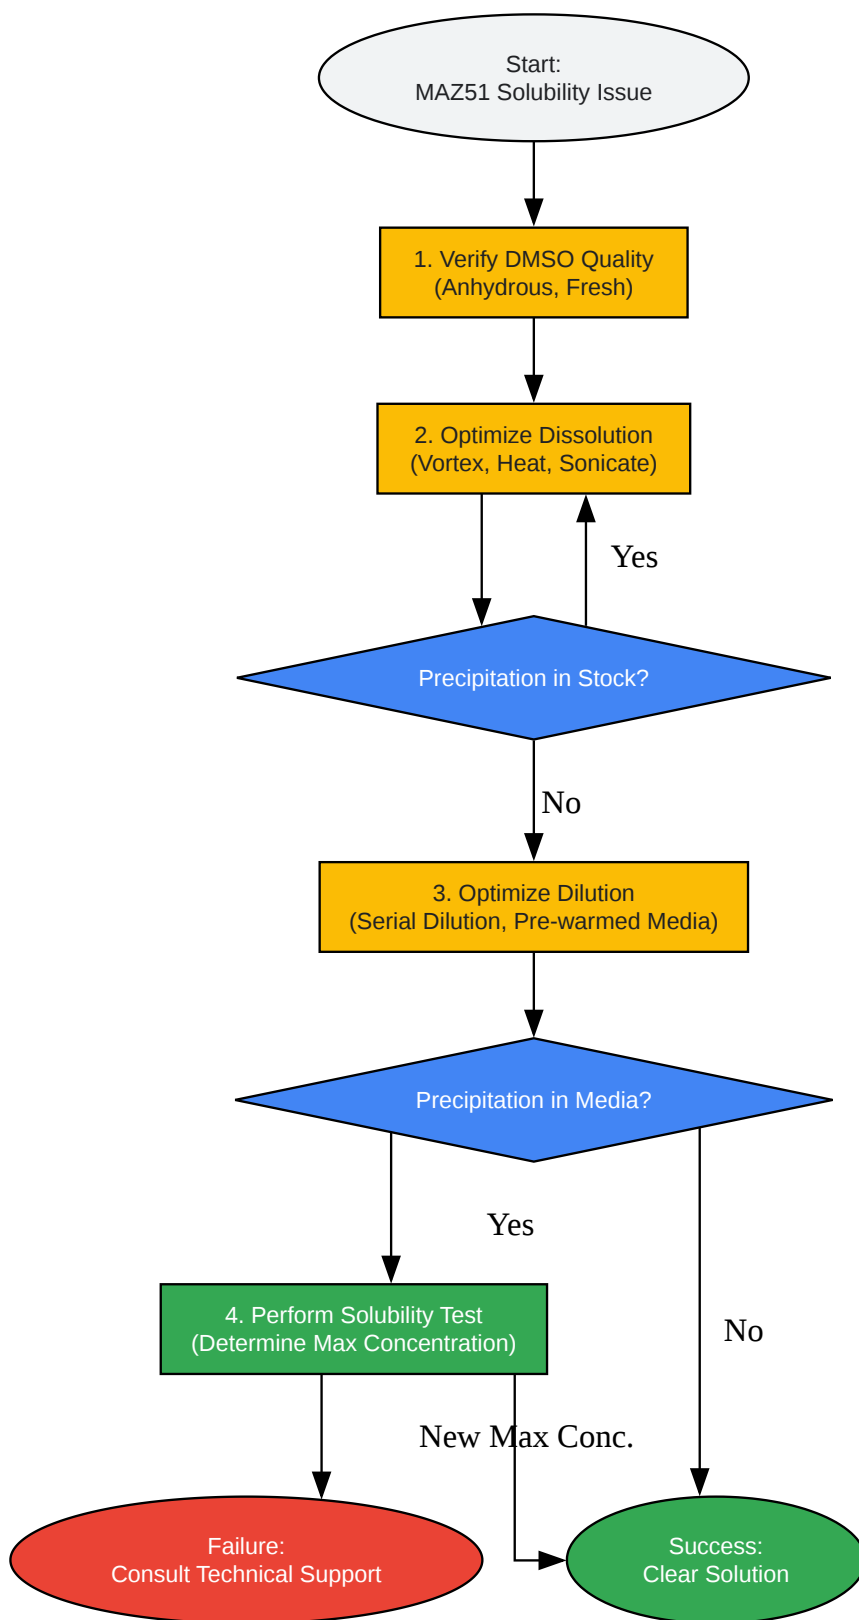 Start:
MAZ51 Solubility Issue
1. Verify DMSO Quality
(Anhydrous, Fresh)
2. Optimize Dissolution
(Vortex, Heat, Sonicate)
Yes
Precipitation in Stock?
No
3. Optimize Dilution
(Serial Dilution, Pre-warmed Media)
Precipitation in Media?
Yes
4. Perform Solubility Test
(Determine Max Concentration)
No
New Max Conc.
Failure:
Consult Technical Support
Success:
Clear Solution